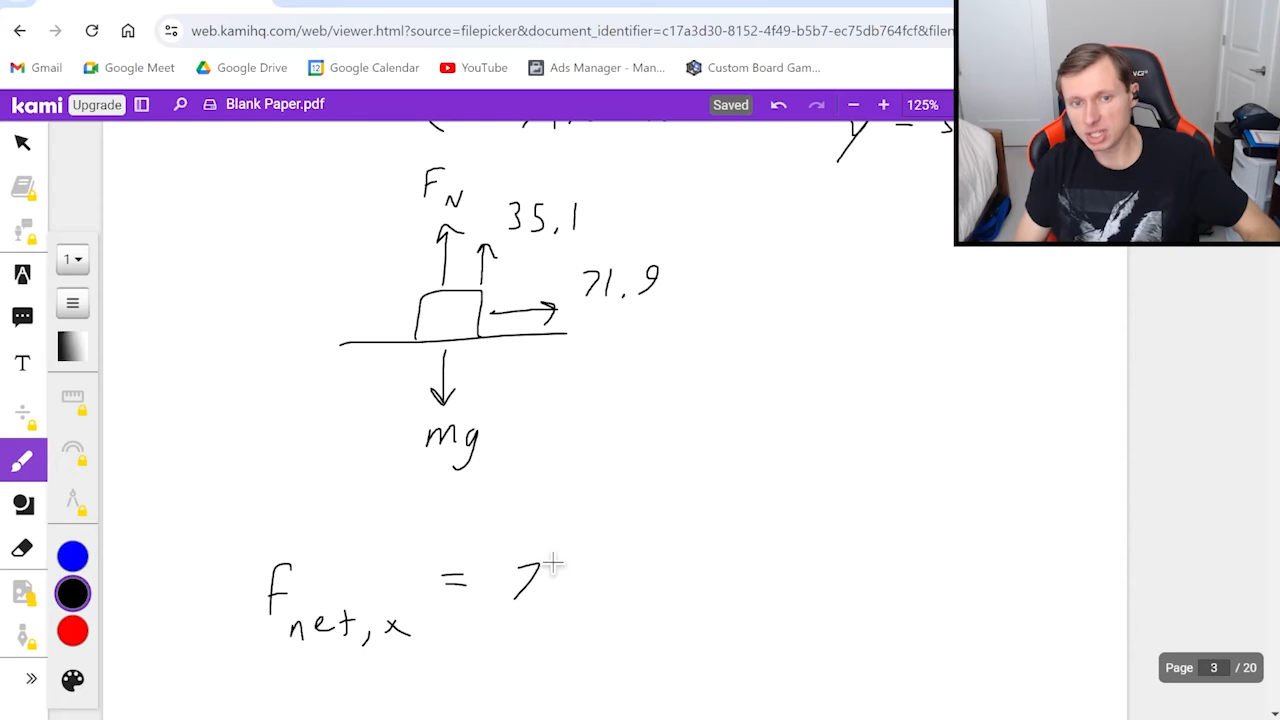 web.kamihq.com/web/viewer.html?source=filepicker&document_identifier=c17a3d30-8152-4f49-b5b7-ec75db764fcf&filen
Gmail Google Meet Google Drive 12 Google Calendar YouTube Ads Manager - Man... Custom Board Gam...
kami Upgrade Blank Paper.pdf Saved 125%
y =
F_N
35.1
1
71.9
mg
F_net,x = 7
Page 3 / 20